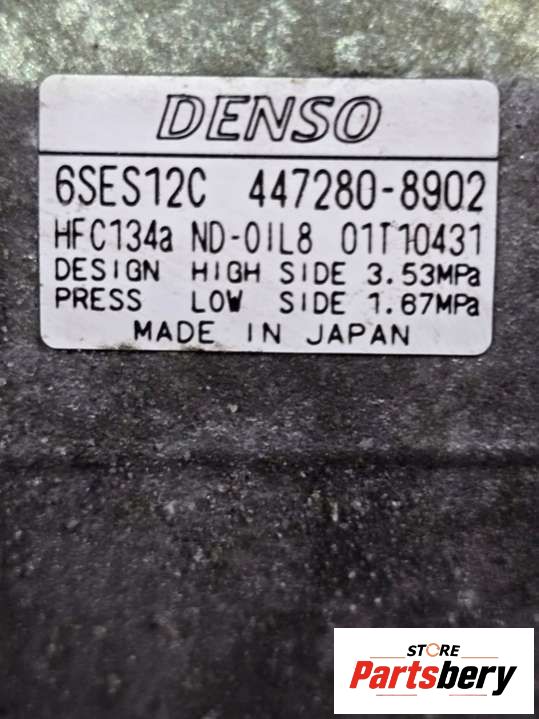 DENSO
6SES12C 447280-8902
HFC134a ND-OIL8 01T10431
DESIGN HIGH SIDE 3.53MPa
PRESS LOW SIDE 1.67MPa
MADE IN JAPAN
STORE
Partsbery